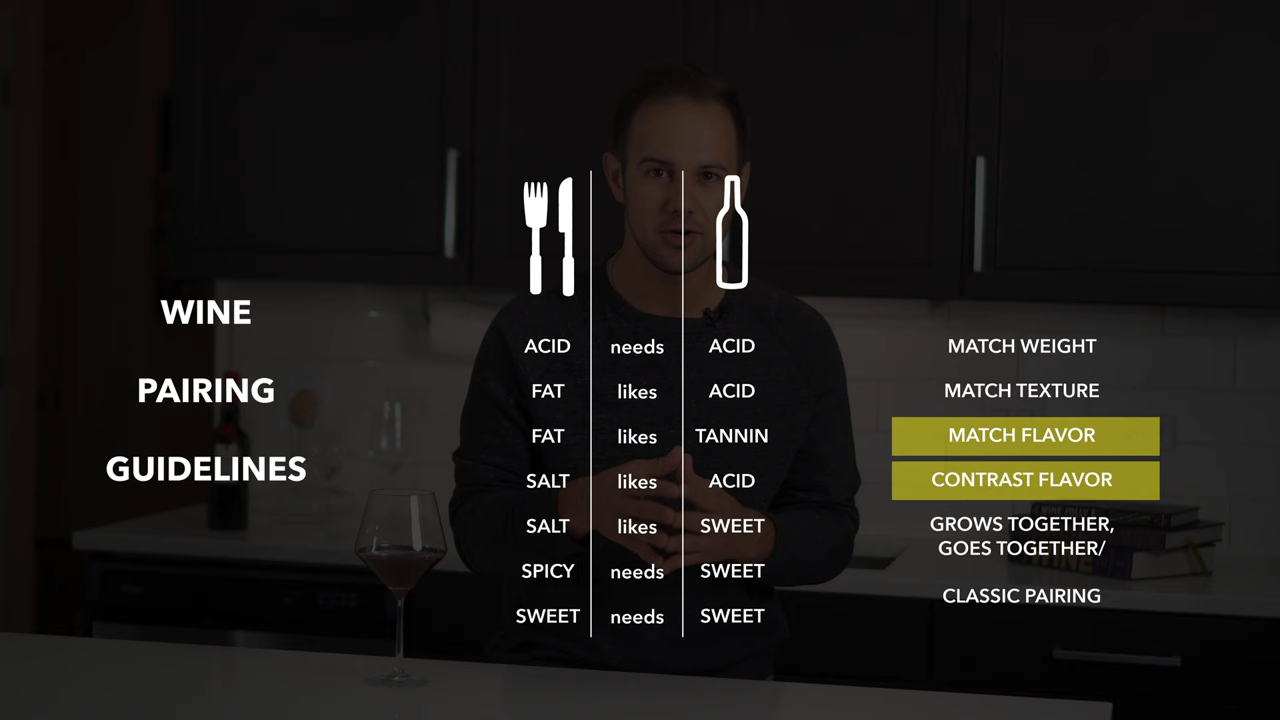 WINE
PAIRING
GUIDELINES
ACID needs ACID
FAT likes ACID
FAT likes TANNIN
SALT likes ACID
SALT likes SWEET
SPICY needs SWEET
SWEET needs SWEET
MATCH WEIGHT
MATCH TEXTURE
MATCH FLAVOR
CONTRAST FLAVOR
GROWS TOGETHER,
GOES TOGETHER/
CLASSIC PAIRING